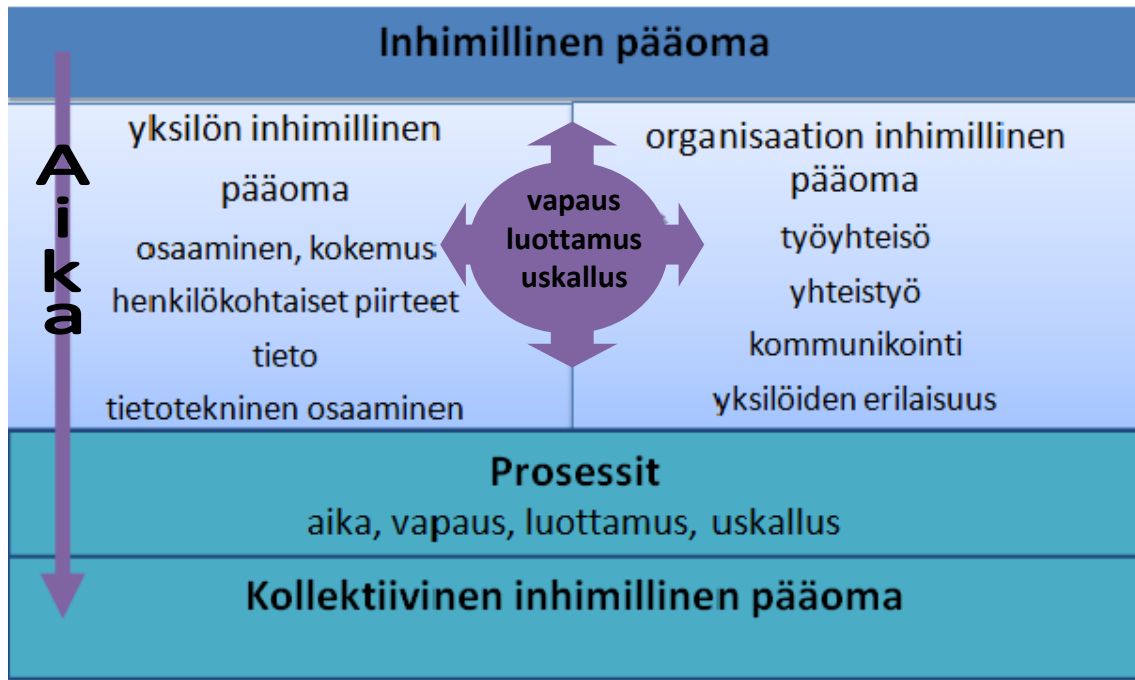 Inhimillinen pääoma
Aika
yksilön inhimillinen
pääoma
osaaminen, kokemus
henkilökohtaiset piirteet
tieto
tietotekninen osaaminen
vapaus
luottamus
uskallus
organisaation inhimillinen
pääoma
työyhteisö
yhteistyö
kommunikointi
yksilöiden erilaisuus
Prosessit
aika, vapaus, luottamus, uskallus
Kollektiivinen inhimillinen pääoma